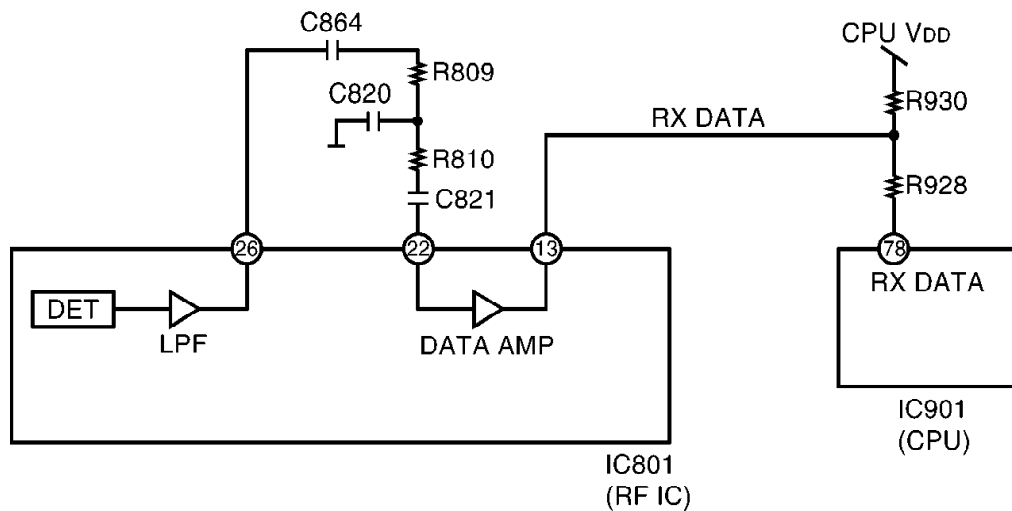 C864
CPU VDD
R809
C820
R930
RX DATA
R810
R928
C821
26
22
13
78
RX DATA
DET
LPF
DATA AMP
IC901
(CPU)
IC801
(RF IC)